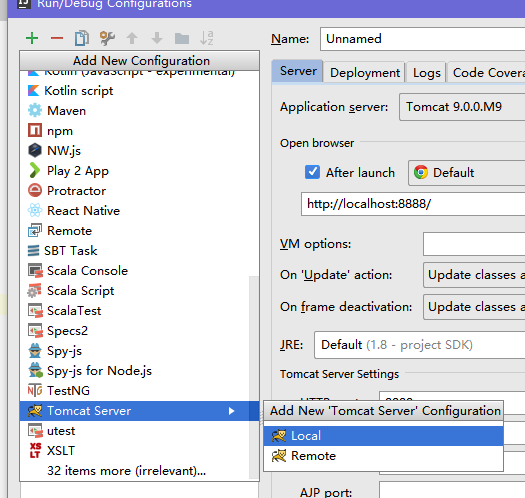 Run/Debug Configurations
Add New Configuration
Kotlin (JavaScript - experimental)
Kotlin script
Maven
npm
NW.js
Play 2 App
Protractor
React Native
Remote
SBT Task
Scala Console
Scala Script
ScalaTest
Specs2
Spy-js
Spy-js for Node.js
TestNG
Tomcat Server
utest
XSLT
32 items more (irrelevant)...
Name: Unnamed
Server Deployment Logs Code Covera
Application server: Tomcat 9.0.0.M9
Open browser
After launch Default
http://localhost:8888/
VM options:
On 'Update' action: Update classes a
On frame deactivation: Update classes a
JRE: Default (1.8 - project SDK)
Tomcat Server Settings
Add New 'Tomcat Server' Configuration
Local
Remote
AJP port: